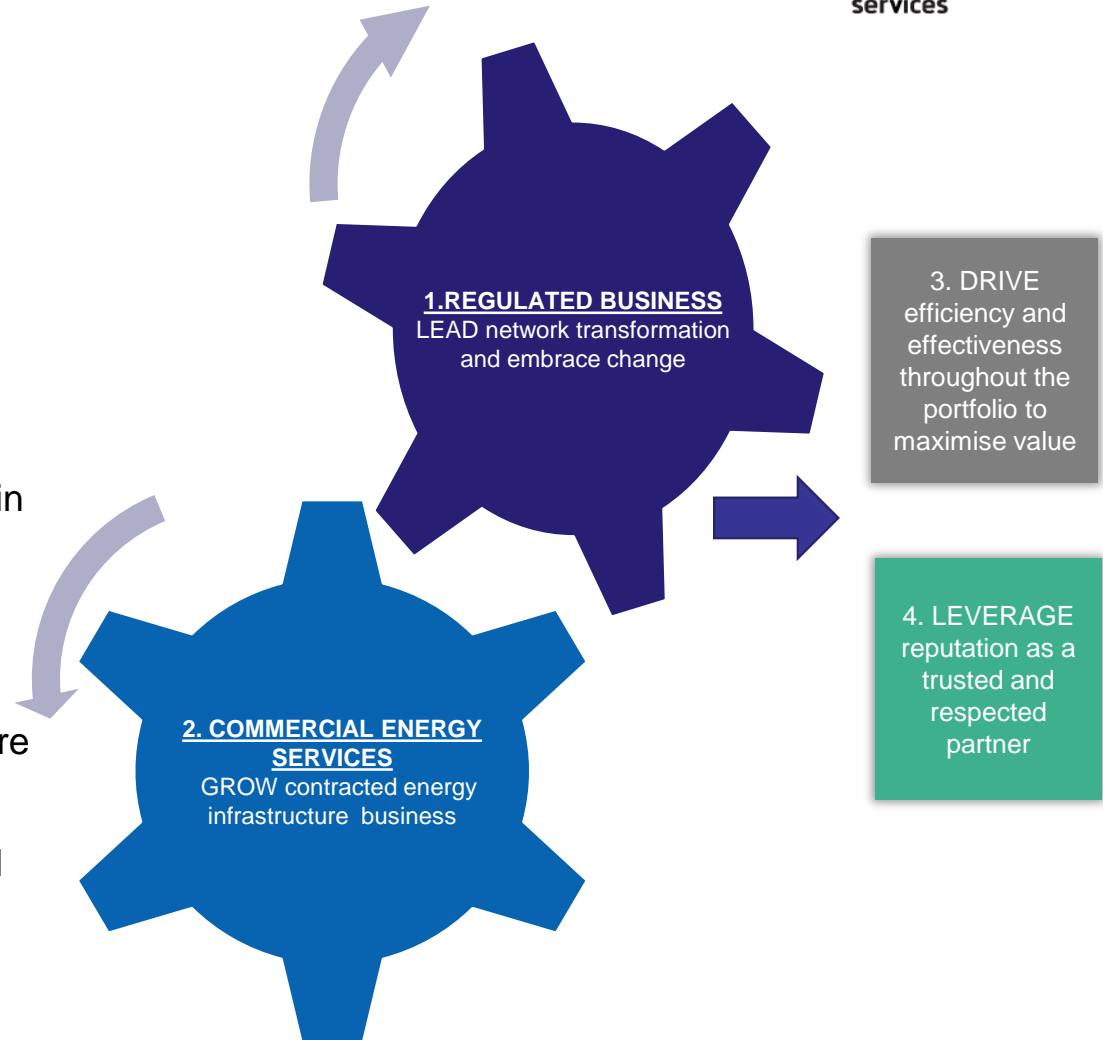 services
1.REGULATED BUSINESS
LEAD network transformation
and embrace change
3. DRIVE
efficiency and
effectiveness
throughout the
portfolio to
maximise value
in
re
2. COMMERCIAL ENERGY
SERVICES
GROW contracted energy
infrastructure business
4. LEVERAGE
reputation as a
trusted and
respected
partner